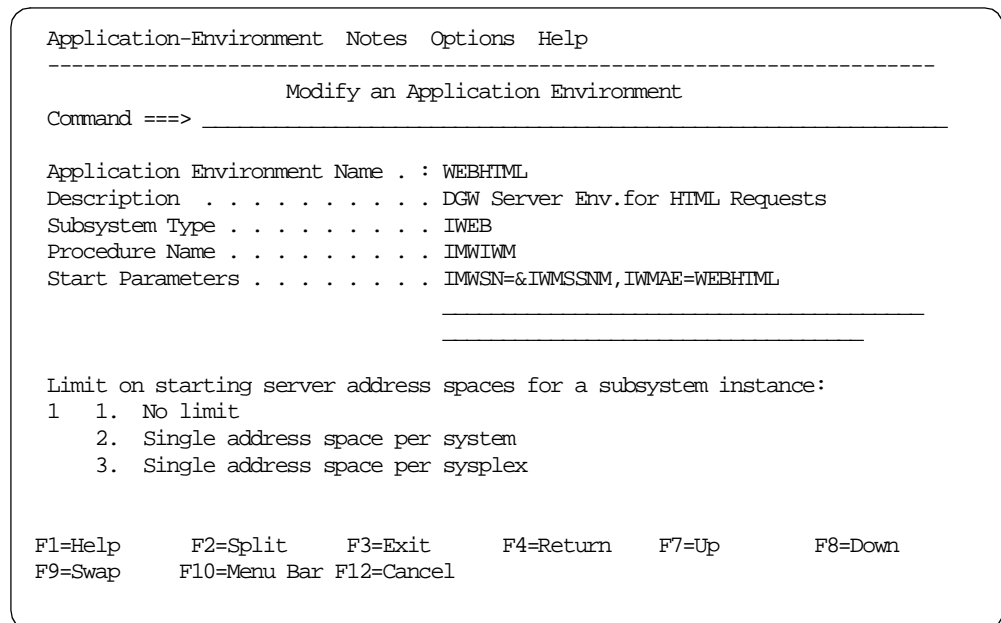 Application-Environment Notes Options Help
--------------------------------------------------------------------------
Modify an Application Environment
Command ===> ______________________________________________________________
Application Environment Name . : WEBHTML
Description . . . . . . . . . . DGW Server Env.for HTML Requests
Subsystem Type . . . . . . . . . IWEB
Procedure Name . . . . . . . . . IMWIWM
Start Parameters . . . . . . . . IMWSN=&IWMSSNM,IWMAE=WEBHTML
________________________________________
___________________________________
Limit on starting server address spaces for a subsystem instance:
1 1. No limit
2. Single address space per system
3. Single address space per sysplex
F1=Help F2=Split F3=Exit F4=Return F7=Up F8=Down
F9=Swap F10=Menu Bar F12=Cancel